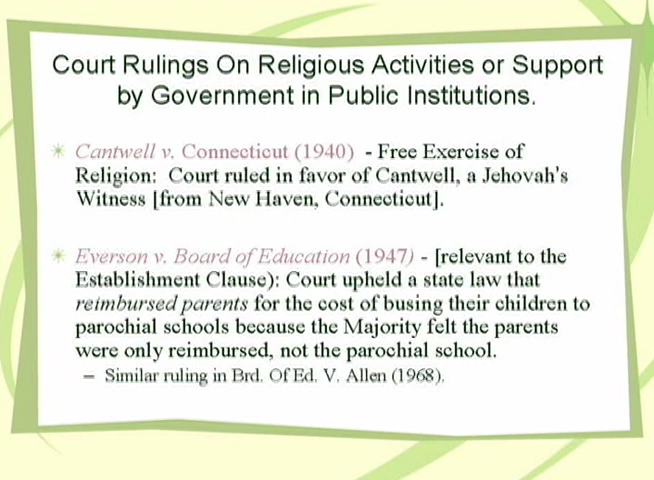 Court Rulings On Religious Activities or Support
by Government in Public Institutions.
Cantwell v. Connecticut (1940) - Free Exercise of
Religion: Court ruled in favor of Cantwell, a Jehovah's
Witness [from New Haven, Connecticut].
Everson v. Board of Education (1947) - [relevant to the
Establishment Clause): Court upheld a state law that
reimbursed parents for the cost of busing their children to
parochial schools because the Majority felt the parents
were only reimbursed, not the parochial school.
– Similar ruling in Brd. Of Ed. V. Allen (1968).